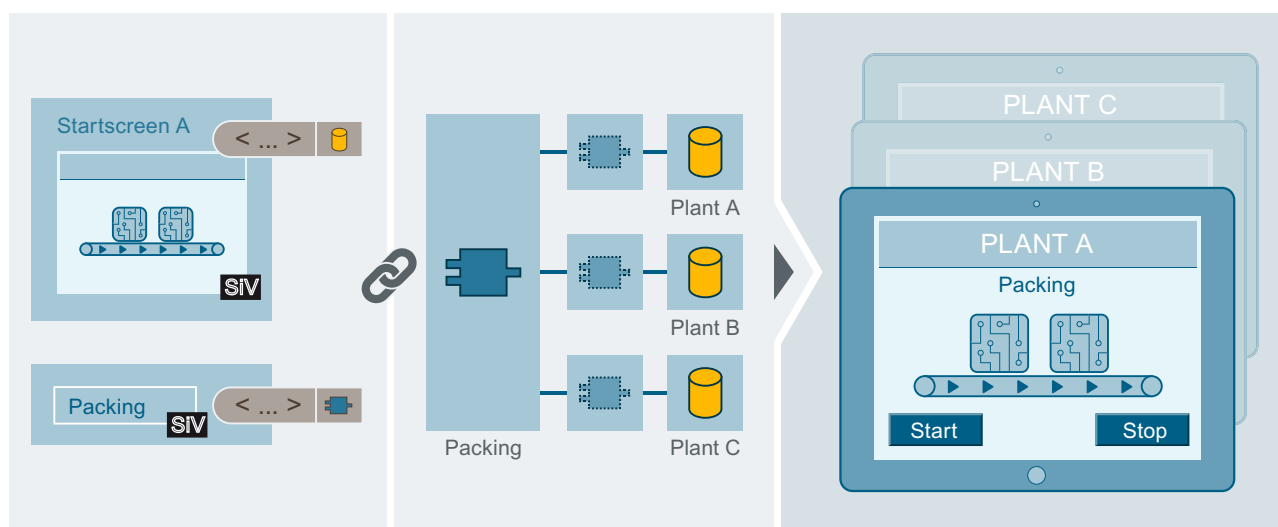 Startscreen A
< ... >
SiV
Packing
< ... >
SiV
Packing
Plant A
Plant B
Plant C
PLANT C
PLANT B
PLANT A
Packing
Start
Stop